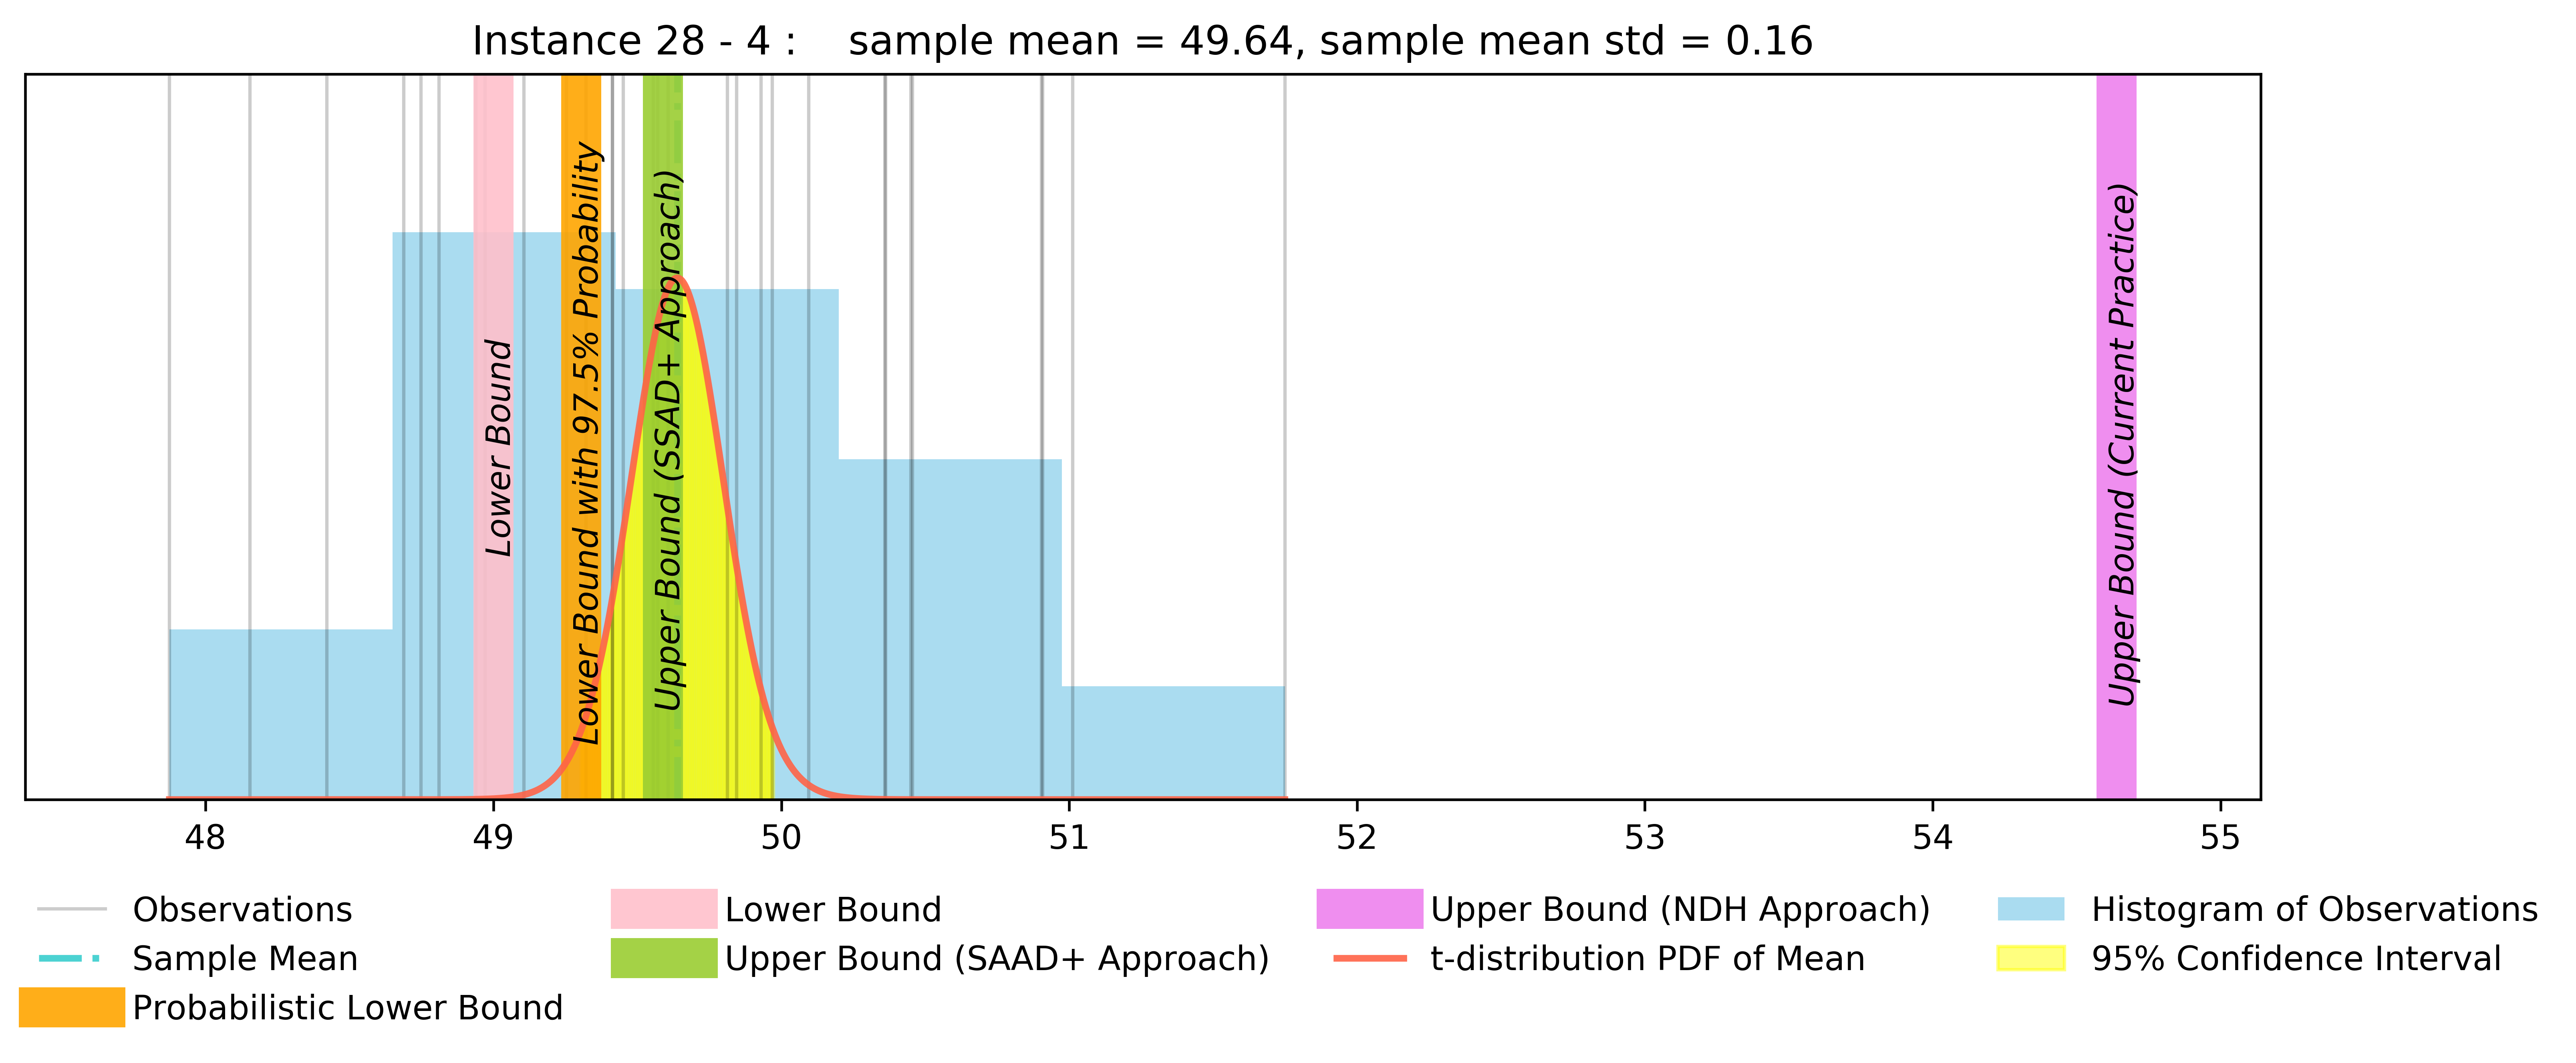 Instance 28 - 4 :    sample mean = 49.64, sample mean std = 0.16
Lower Bound
Lower Bound with 97.5% Probability
Upper Bound (SSAD+ Approach)
Upper Bound (Current Practice)
48 49 50 51 52 53 54 55
Observations
Sample Mean
Probabilistic Lower Bound
Lower Bound
Upper Bound (SAAD+ Approach)
Upper Bound (NDH Approach)
t-distribution PDF of Mean
Histogram of Observations
95% Confidence Interval